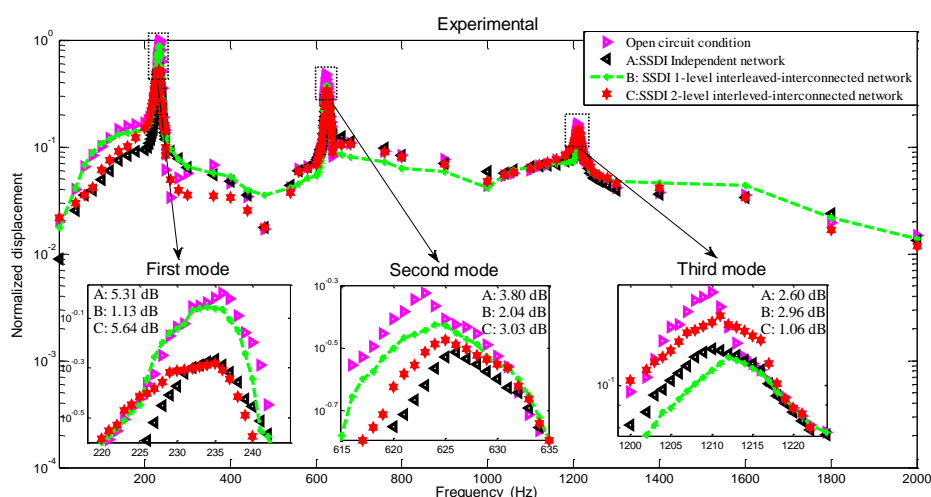 Experimental
Normalized displacement
10^0
10^-1
10^-2
10^-3
10^-4
Open circuit condition
A:SSDI Independent network
B: SSDI 1-level interleaved-interconnected network
C:SSDI 2-level interleved-interconnected network
First mode
A: 5.31 dB
B: 1.13 dB
C: 5.64 dB
10^-0.1
10^-0.3
10^-0.5
220 225 230 235 240
Second mode
A: 3.80 dB
B: 2.04 dB
C: 3.03 dB
10^-0.3
10^-0.5
10^-0.7
615 620 625 630 635
Third mode
A: 2.60 dB
B: 2.96 dB
C: 1.06 dB
10^-1
1200 1205 1210 1215 1220
200 400 600 800 1000 1200 1400 1600 1800 2000
Frequency (Hz)